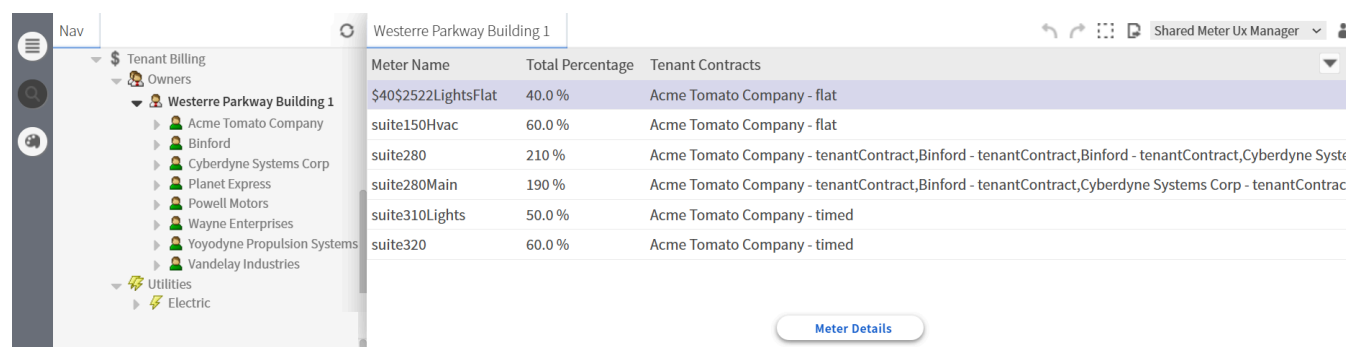 Nav
Tenant Billing
Owners
Westerre Parkway Building 1
Acme Tomato Company
Binford
Cyberdyne Systems Corp
Planet Express
Powell Motors
Wayne Enterprises
Yoyodyne Propulsion Systems
Vandelay Industries
Utilities
Electric
Westerre Parkway Building 1
Shared Meter Ux Manager
Meter Name Total Percentage Tenant Contracts
$40$2522LightsFlat 40.0 % Acme Tomato Company - flat
suite150Hvac 60.0 % Acme Tomato Company - flat
suite280 210 % Acme Tomato Company - tenantContract,Binford - tenantContract,Binford - tenantContract,Cyberdyne Syste
suite280Main 190 % Acme Tomato Company - tenantContract,Binford - tenantContract,Cyberdyne Systems Corp - tenantContrac
suite310Lights 50.0 % Acme Tomato Company - timed
suite320 60.0 % Acme Tomato Company - timed
Meter Details